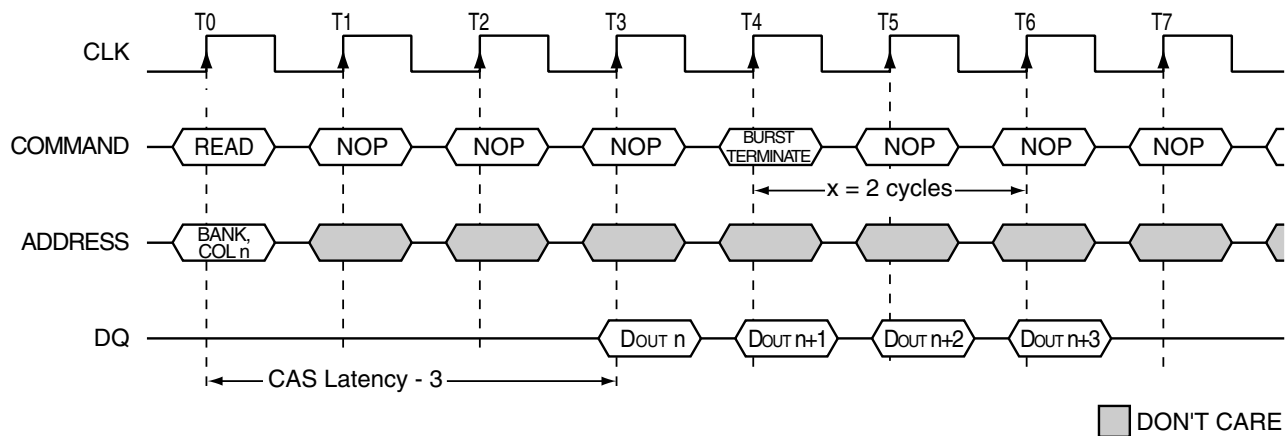 T0 T1 T2 T3 T4 T5 T6 T7
CLK
COMMAND READ NOP NOP NOP BURST TERMINATE NOP NOP NOP
x = 2 cycles
ADDRESS BANK, COL n
DQ DOUT n DOUT n+1 DOUT n+2 DOUT n+3
CAS Latency - 3
DON'T CARE